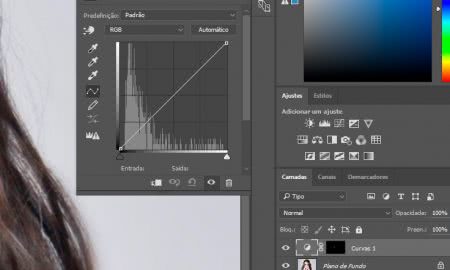 Predefinição: Padrão
RGB
Automático
Entrada:
Saída:
Ajustes
Estilos
Adicionar um ajuste
Camadas
Canais
Demarcadores
Tipo
Normal
Opacidade: 100%
Bloq.:
Preen.: 100%
Curvas 1
Plano de Fundo